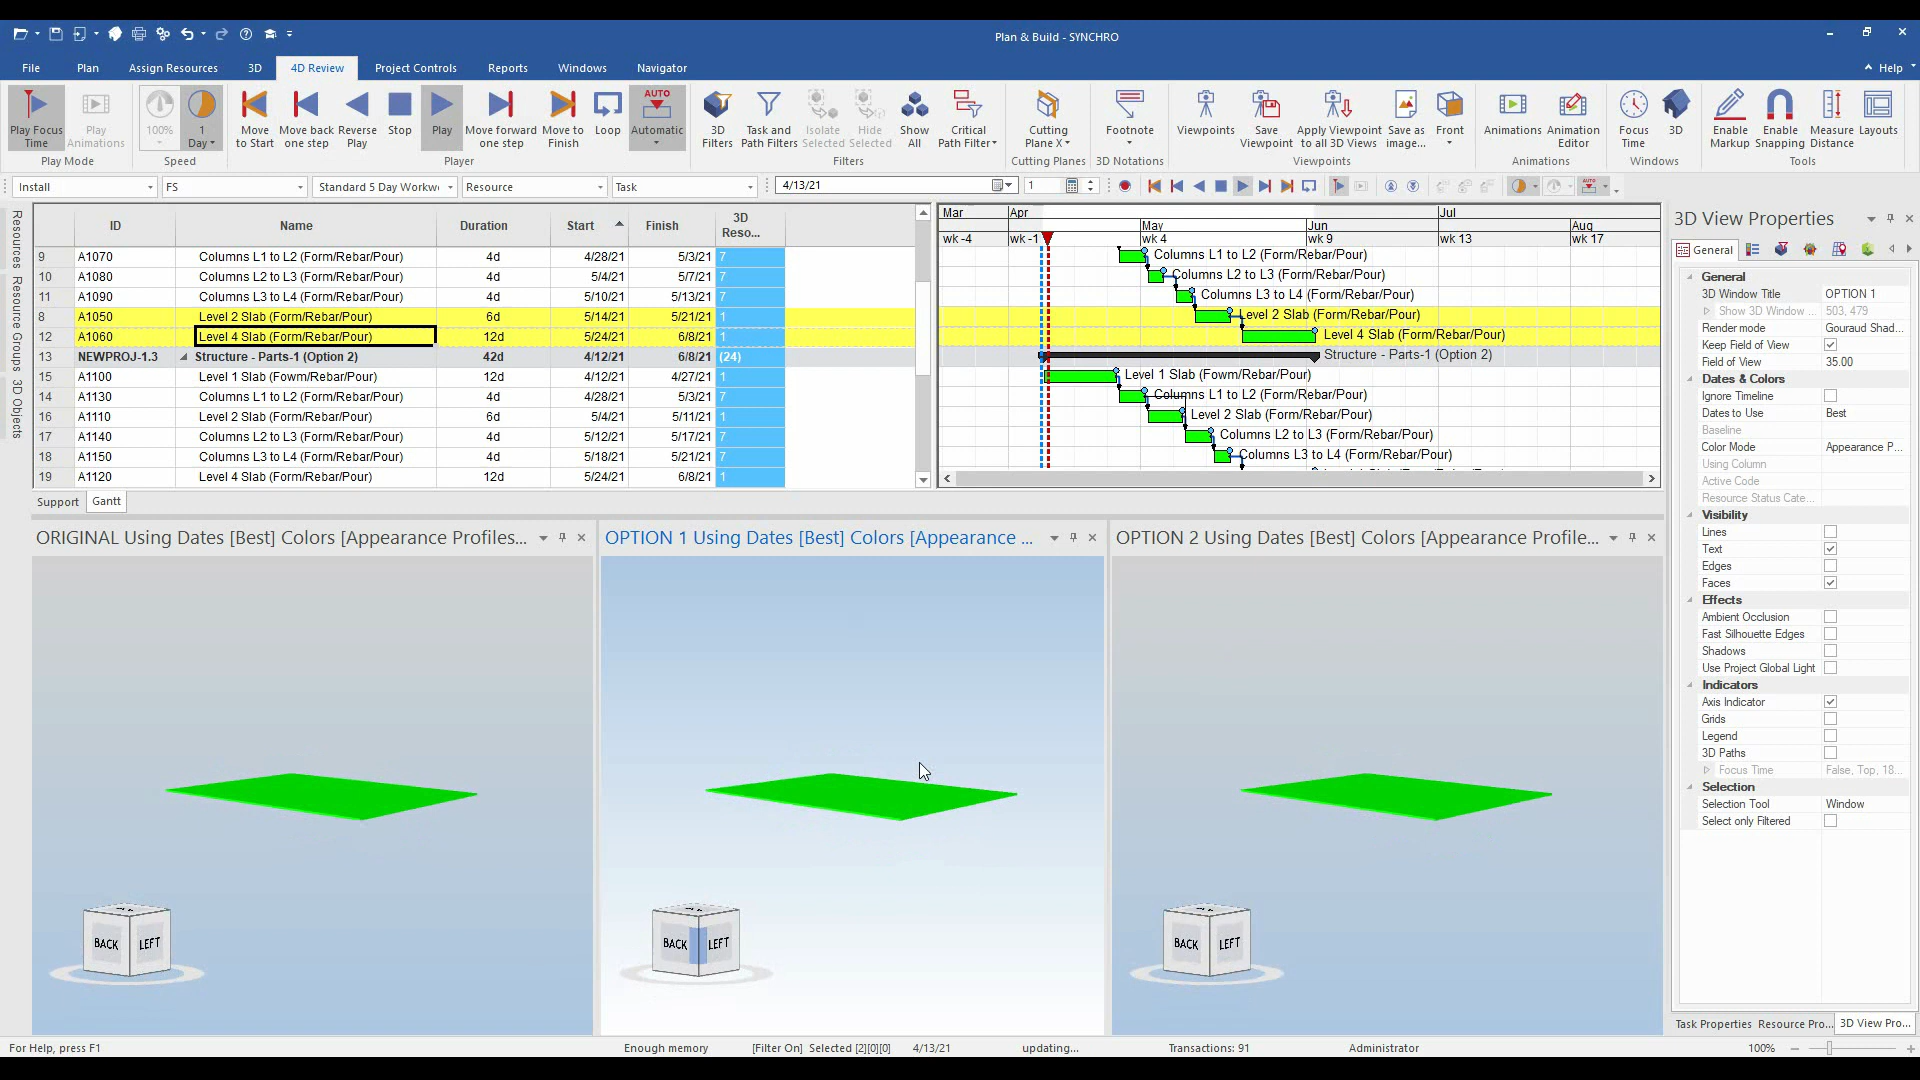 Plan & Build - SYNCHRO
File Plan Assign Resources 3D 4D Review Project Controls Reports Windows Navigator Help
Play Focus Time
Play Animations
100%
1 Day
Move to Start
Move back one step
Reverse Play
Stop
Play
Move forward one step
Move to Finish
Loop
AUTO
Automatic
3D Filters
Task and Path Filters
Isolate Selected
Hide Selected
Show All
Critical Path Filter
Cutting Plane X
Footnote
Viewpoints
Save Viewpoint
Apply Viewpoint to all 3D Views
Save as image...
Front
Animations
Animation Editor
Focus Time
3D
Enable Markup
Enable Snapping
Measure Distance
Layouts
Play Mode Speed Player Filters Cutting Planes 3D Notations Viewpoints Animations Windows Tools
Install FS Standard 5 Day Workw Resource Task 4/13/21 1
Resources
Resource Groups
3D Objects
ID Name Duration Start Finish 3D Reso...
9 A1070 Columns L1 to L2 (Form/Rebar/Pour) 4d 4/28/21 5/3/21 7
10 A1080 Columns L2 to L3 (Form/Rebar/Pour) 4d 5/4/21 5/7/21 7
11 A1090 Columns L3 to L4 (Form/Rebar/Pour) 4d 5/10/21 5/13/21 7
8 A1050 Level 2 Slab (Form/Rebar/Pour) 6d 5/14/21 5/21/21 1
12 A1060 Level 4 Slab (Form/Rebar/Pour) 12d 5/24/21 6/8/21 1
13 NEWPROJ-1.3 Structure - Parts-1 (Option 2) 42d 4/12/21 6/8/21 (24)
15 A1100 Level 1 Slab (Fowm/Rebar/Pour) 12d 4/12/21 4/27/21 1
14 A1130 Columns L1 to L2 (Form/Rebar/Pour) 4d 4/28/21 5/3/21 7
16 A1110 Level 2 Slab (Form/Rebar/Pour) 6d 5/4/21 5/11/21 1
17 A1140 Columns L2 to L3 (Form/Rebar/Pour) 4d 5/12/21 5/17/21 7
18 A1150 Columns L3 to L4 (Form/Rebar/Pour) 4d 5/18/21 5/21/21 7
19 A1120 Level 4 Slab (Form/Rebar/Pour) 12d 5/24/21 6/8/21 1
Support Gantt
Mar Apr Jul
May Jun Aug
wk -4 wk -1 wk 4 wk 9 wk 13 wk 17
Columns L1 to L2 (Form/Rebar/Pour)
Columns L2 to L3 (Form/Rebar/Pour)
Columns L3 to L4 (Form/Rebar/Pour)
Level 2 Slab (Form/Rebar/Pour)
Level 4 Slab (Form/Rebar/Pour)
Structure - Parts-1 (Option 2)
Level 1 Slab (Fowm/Rebar/Pour)
Columns L1 to L2 (Form/Rebar/Pour)
Level 2 Slab (Form/Rebar/Pour)
Columns L2 to L3 (Form/Rebar/Pour)
Columns L3 to L4 (Form/Rebar/Pour)
ORIGINAL Using Dates [Best] Colors [Appearance Profiles...
OPTION 1 Using Dates [Best] Colors [Appearance ...
OPTION 2 Using Dates [Best] Colors [Appearance Profile...
BACK LEFT
BACK LEFT
BACK LEFT
3D View Properties
General
General
3D Window Title OPTION 1
Show 3D Window ... 503, 479
Render mode Gouraud Shad...
Keep Field of View
Field of View 35.00
Dates & Colors
Ignore Timeline
Dates to Use Best
Baseline
Color Mode Appearance P...
Using Column
Active Code
Resource Status Cate...
Visibility
Lines
Text
Edges
Faces
Effects
Ambient Occlusion
Fast Silhouette Edges
Shadows
Use Project Global Light
Indicators
Axis Indicator
Grids
Legend
3D Paths
Focus Time False, Top, 18...
Selection
Selection Tool Window
Select only Filtered
Task Properties Resource Pro... 3D View Pro...
For Help, press F1 Enough memory [Filter On] Selected [2][0][0] 4/13/21 updating... Transactions: 91 Administrator 100%